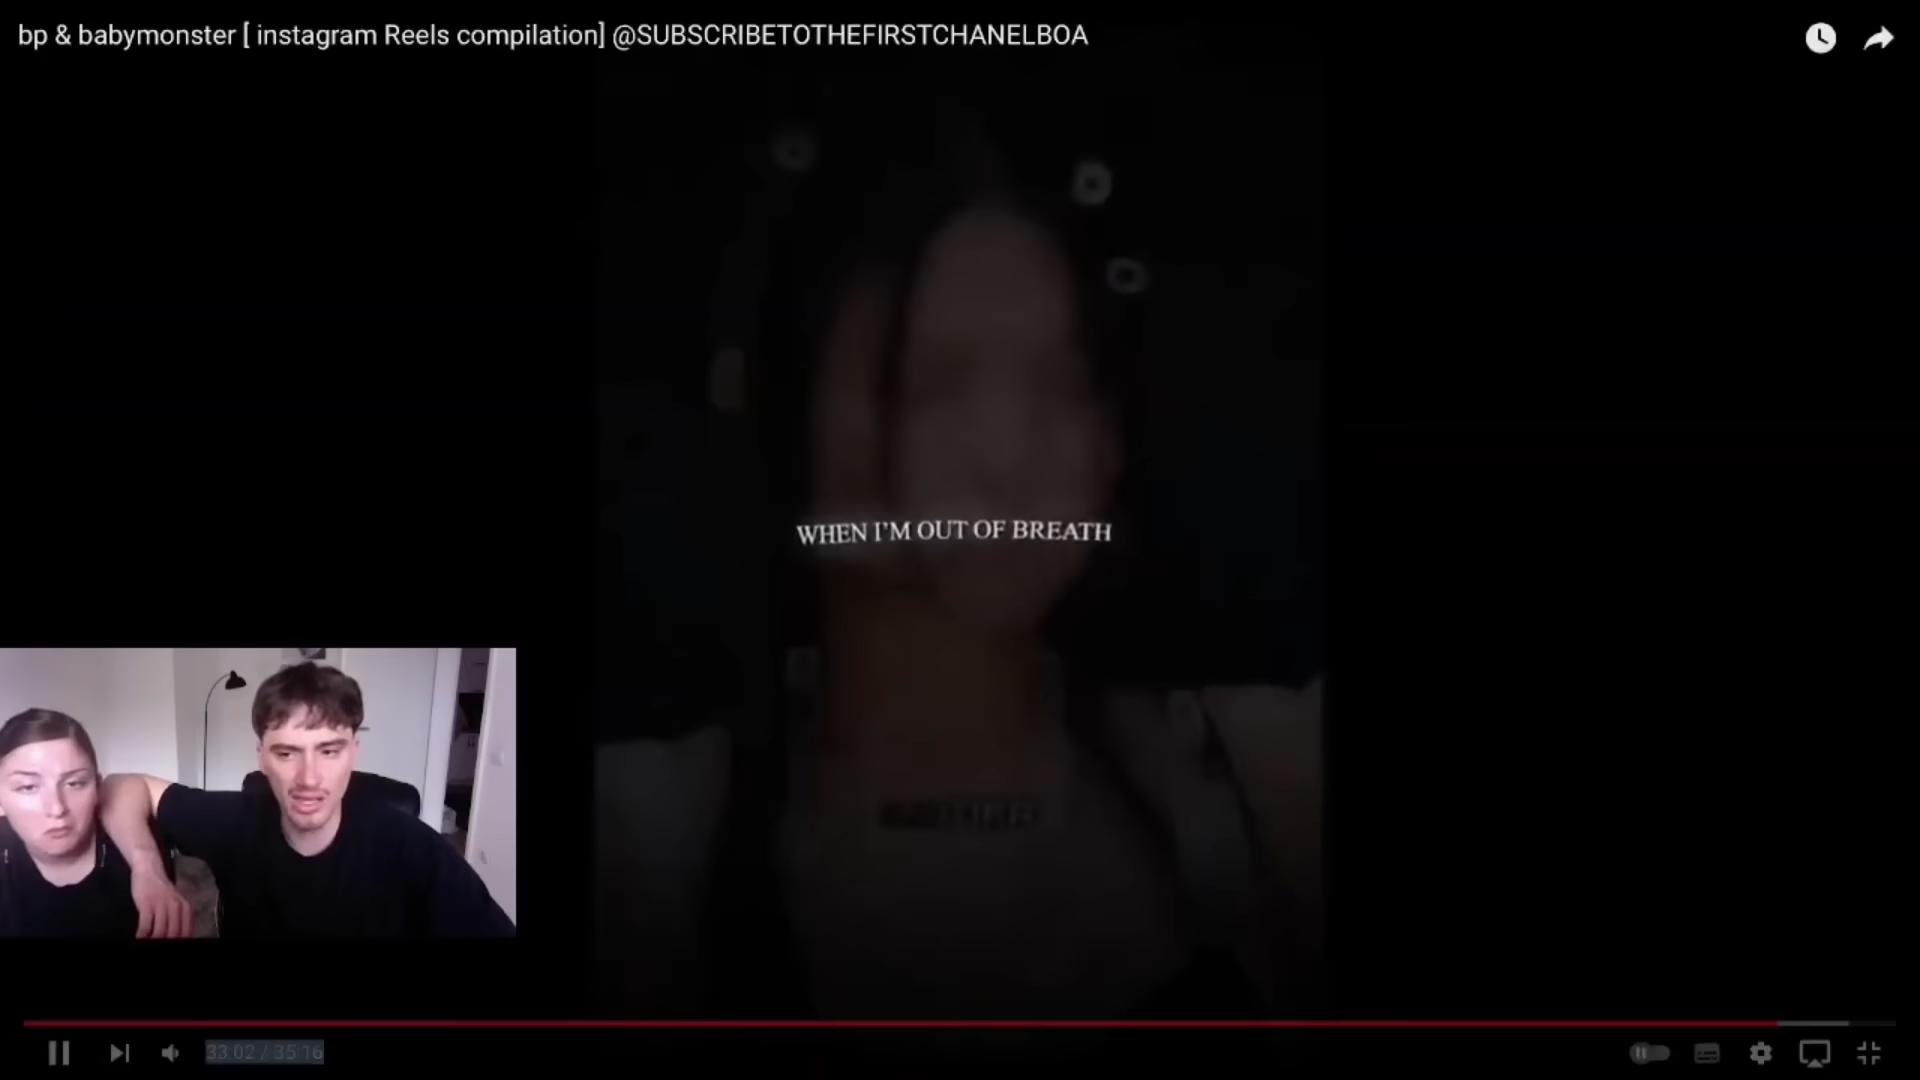 bp & babymonster [ instagram Reels compilation] @SUBSCRIBETOTHEFIRSTCHANELBOA
WHEN I'M OUT OF BREATH
33:02 / 35:16